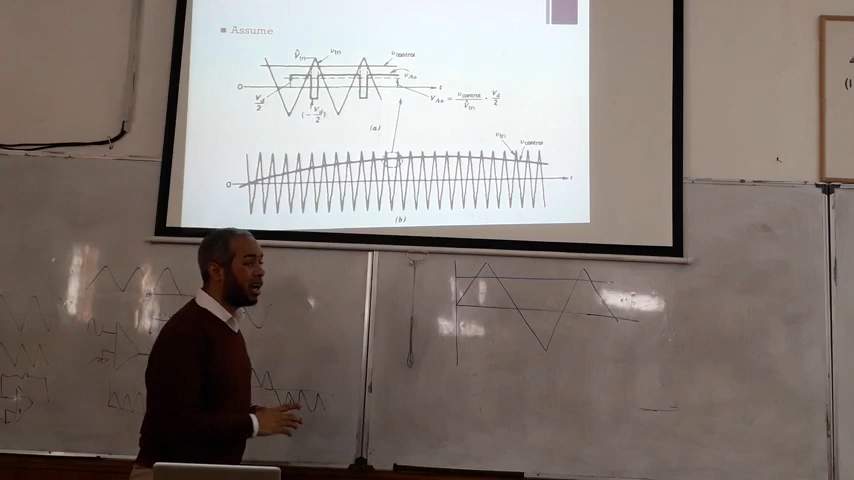 Assume
V̂tri vtri vcontrol
vAo
0 t
Vd/2 (-Vd/2) VAo = vcontrol/V̂tri · Vd/2
(a)
vtri vcontrol
0 t
(b)